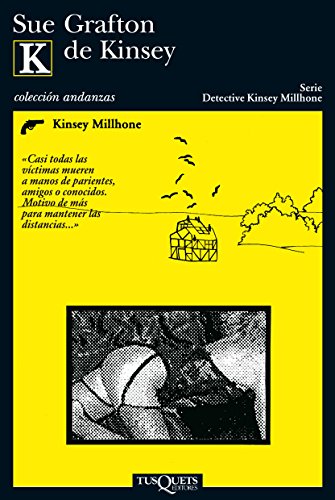 Sue Grafton
K de Kinsey
colección andanzas
Serie
Detective Kinsey Millhone
Kinsey Millhone
«Casi todas las
víctimas mueren
a manos de parientes,
amigos o conocidos.
Motivo de más
para mantener las
distancias...»
TUSQUETS
EDITORES